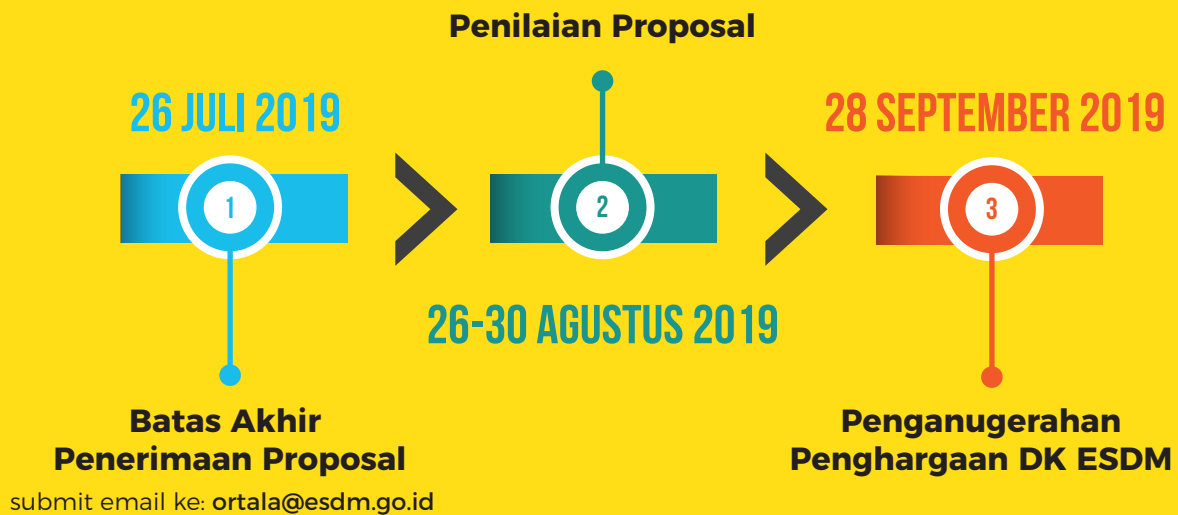 Penilaian Proposal
26 JULI 2019
28 SEPTEMBER 2019
1
2
3
26-30 AGUSTUS 2019
Batas Akhir
Penerimaan Proposal
submit email ke: ortala@esdm.go.id
Penganugerahan
Penghargaan DK ESDM